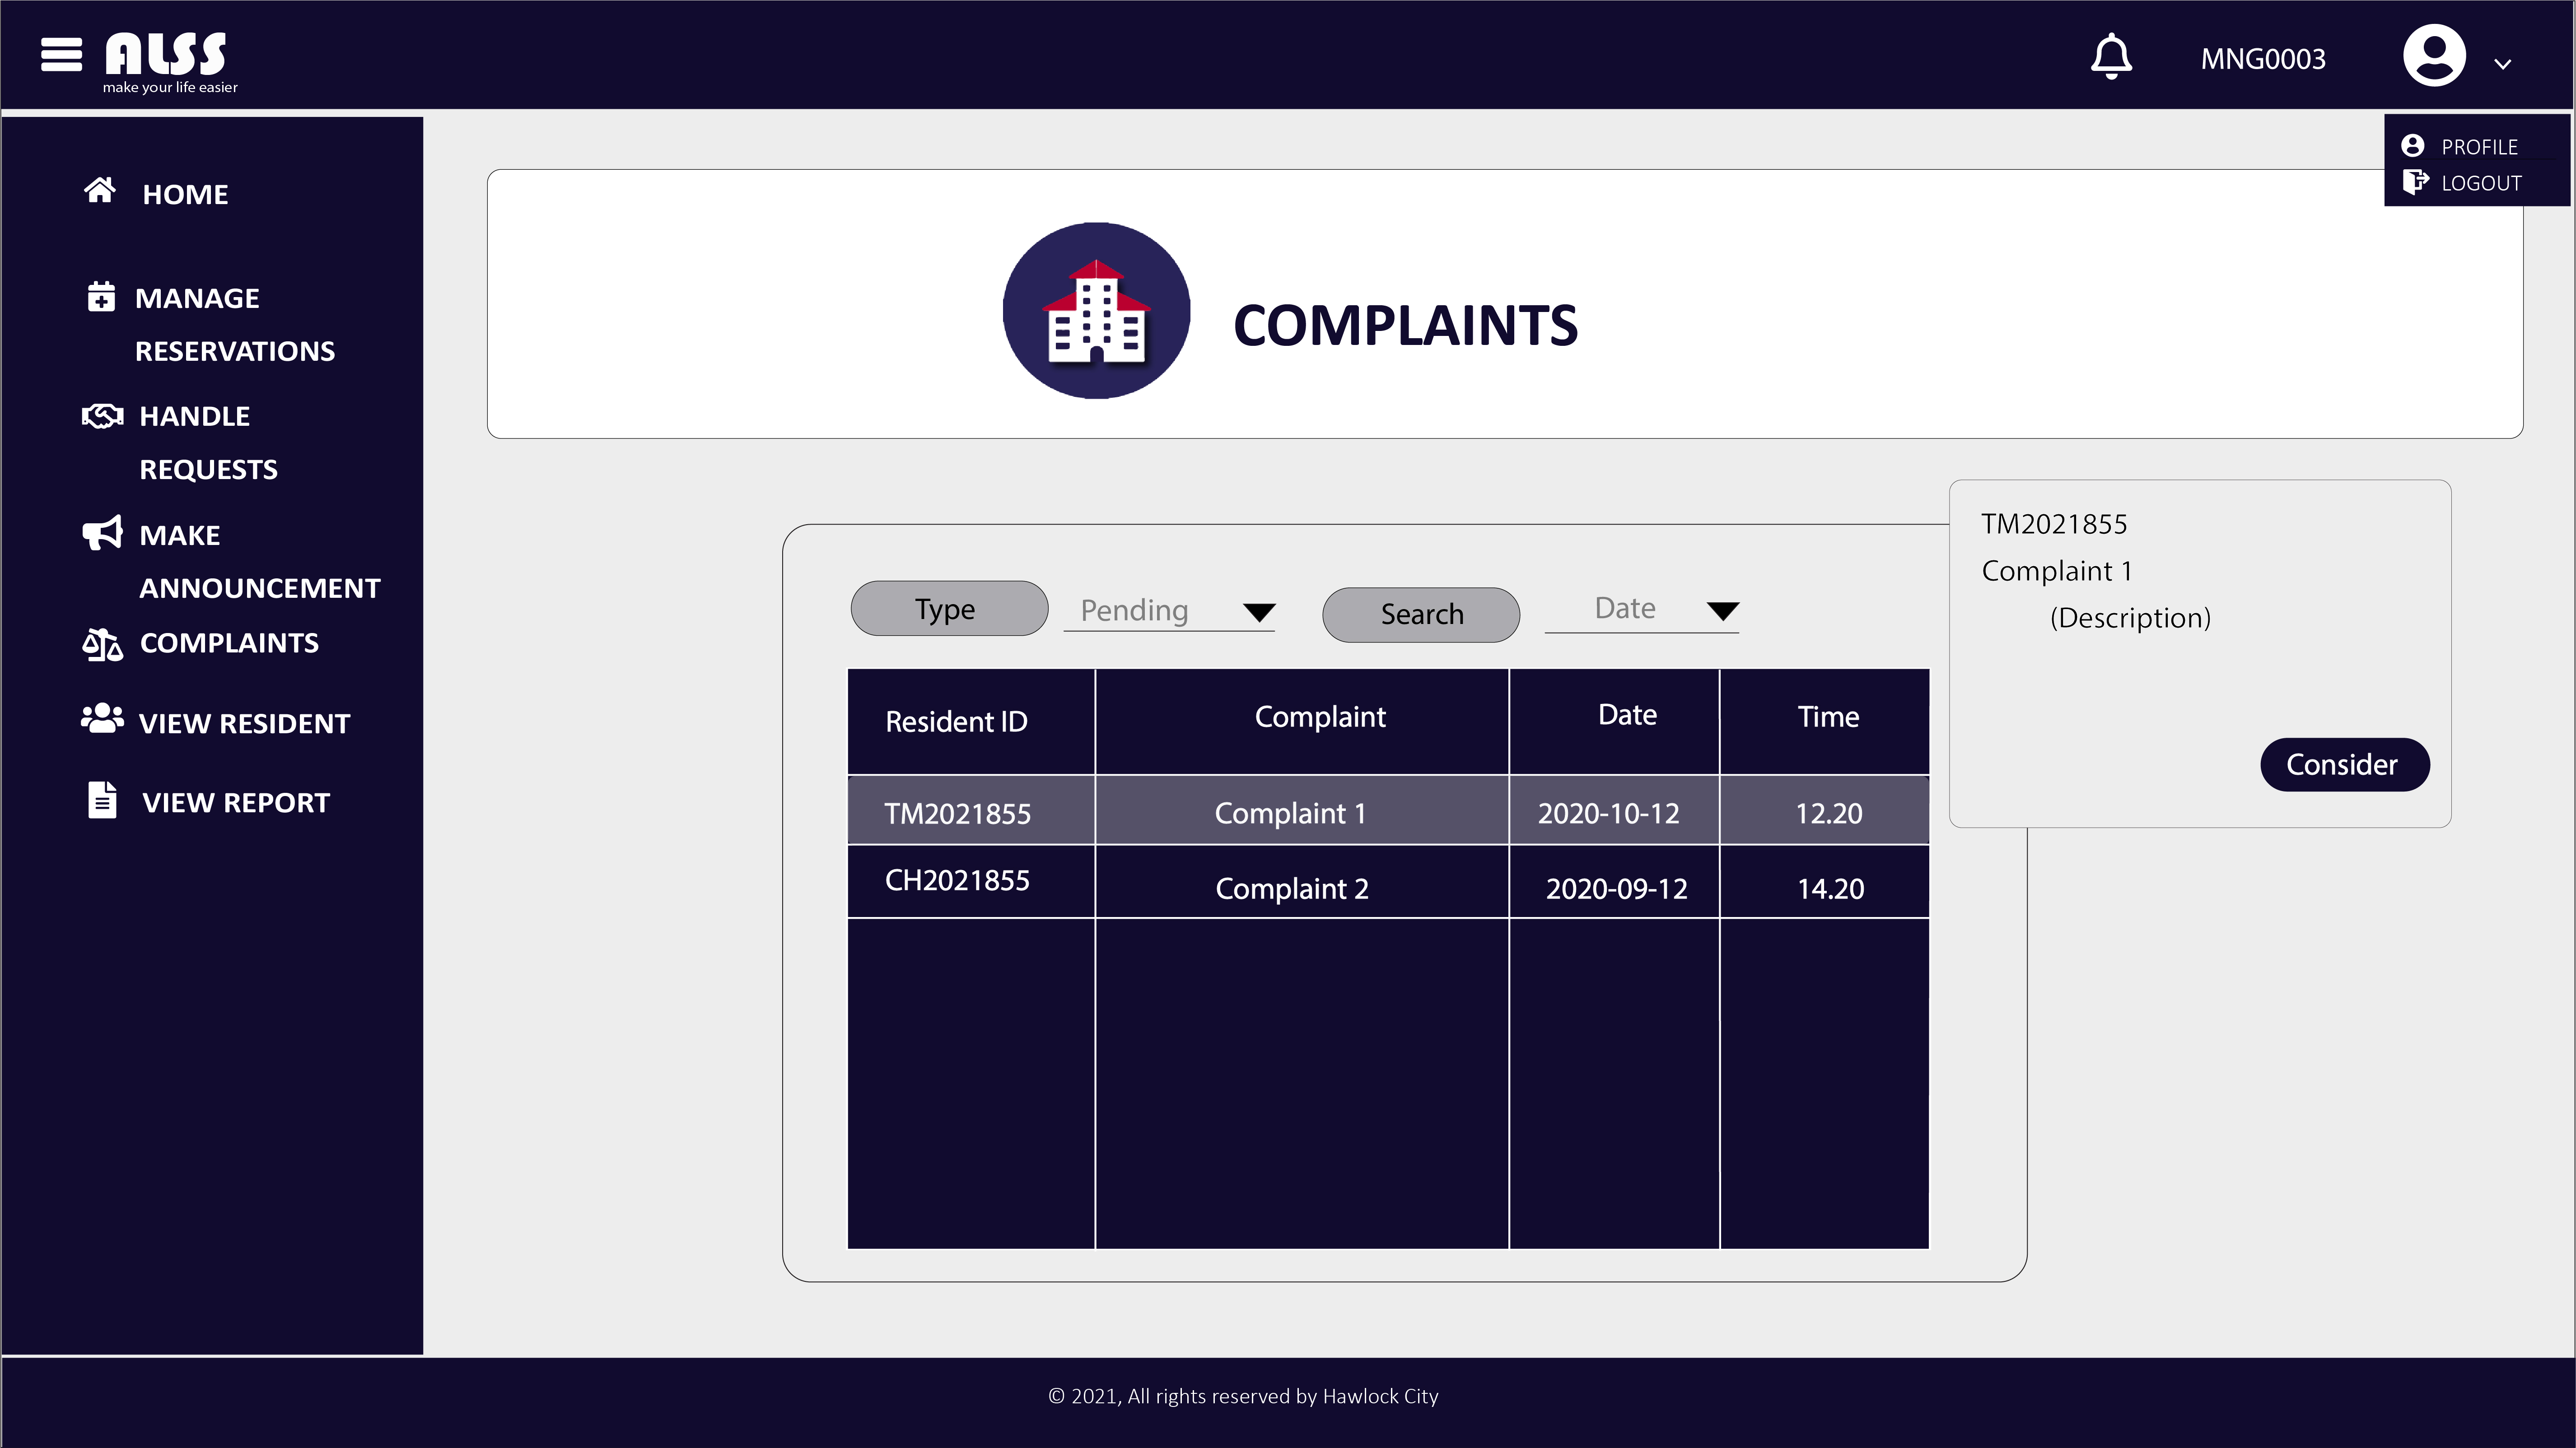 ALSS
make your life easier
MNG0003
PROFILE
LOGOUT
HOME
MANAGE
RESERVATIONS
HANDLE
REQUESTS
MAKE
ANNOUNCEMENT
COMPLAINTS
VIEW RESIDENT
VIEW REPORT
COMPLAINTS
Type Pending Search Date
Resident ID Complaint Date Time
TM2021855 Complaint 1 2020-10-12 12.20
CH2021855 Complaint 2 2020-09-12 14.20
TM2021855
Complaint 1
(Description)
Consider
© 2021, All rights reserved by Hawlock City